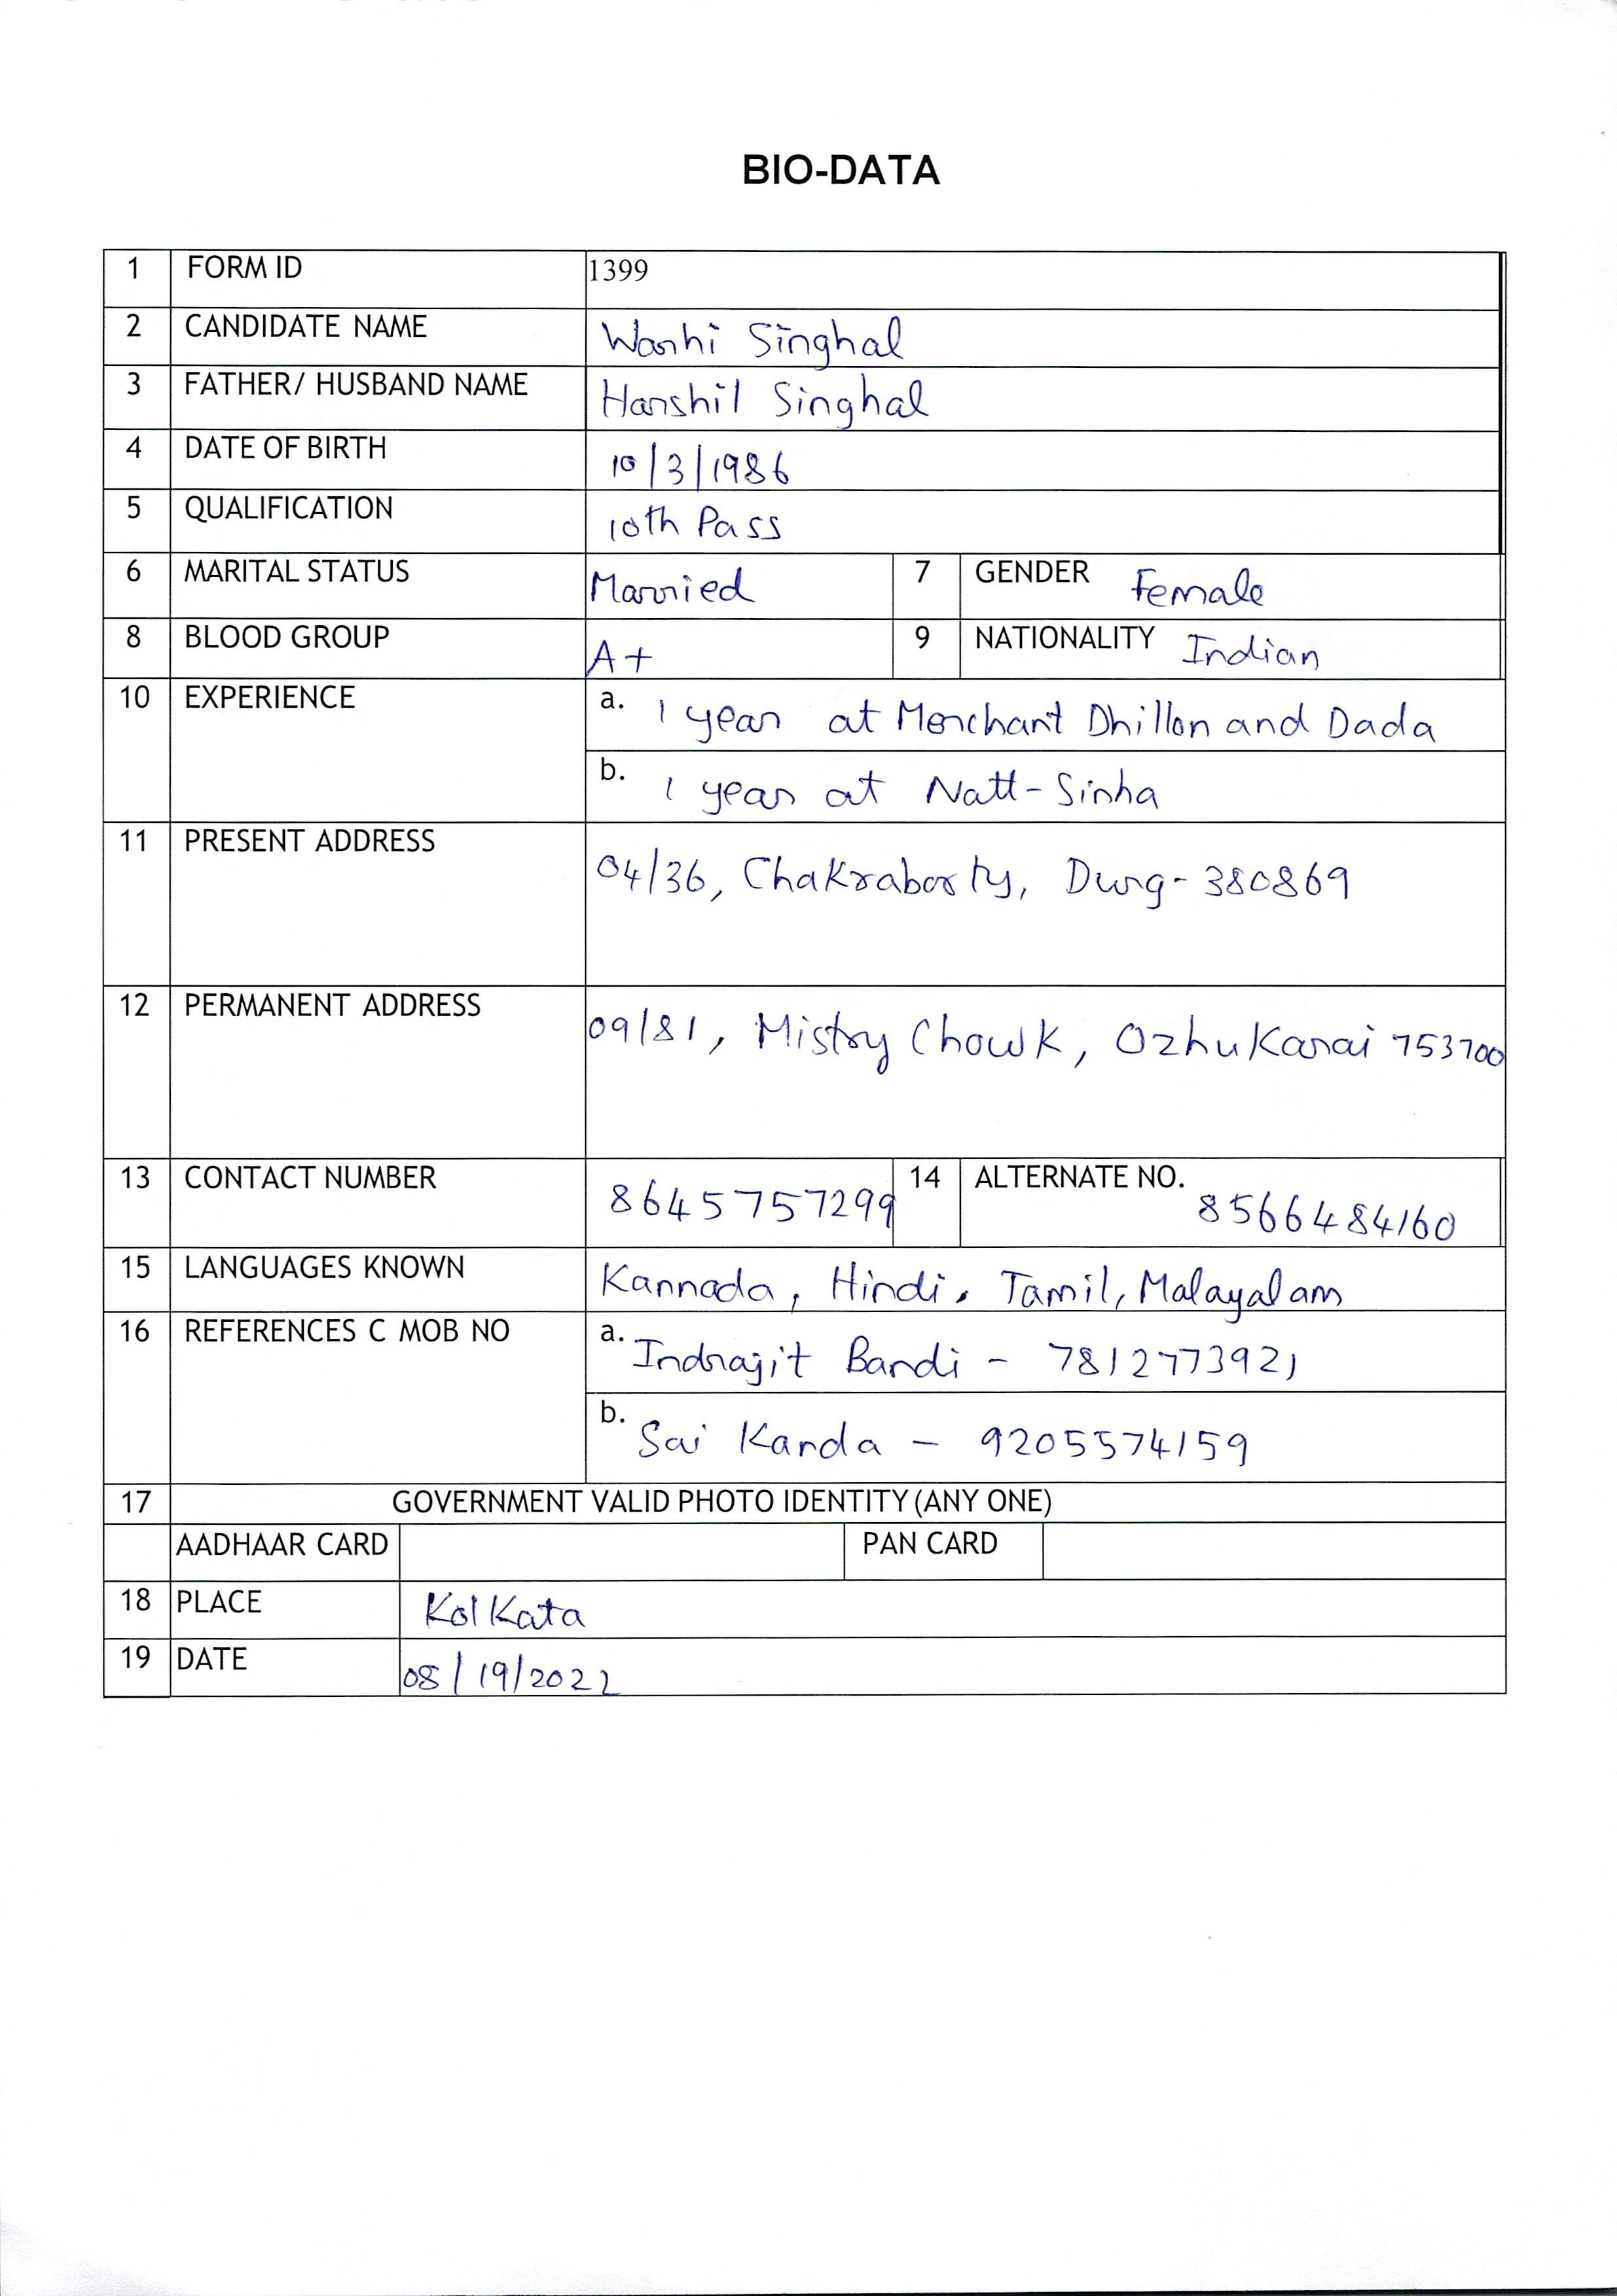 BIO-DATA
1 FORM ID 1399
2 CANDIDATE NAME Warhi Singhal
3 FATHER/ HUSBAND NAME Harshil Singhal
4 DATE OF BIRTH 10/3/1986
5 QUALIFICATION 10th Pass
6 MARITAL STATUS Married 7 GENDER Female
8 BLOOD GROUP A+ 9 NATIONALITY Indian
10 EXPERIENCE a. 1 year at Merchant Dhillon and Dada
b. 1 year at Natt-Sinha
11 PRESENT ADDRESS 04/36, Chakraborty, Durg-380869
12 PERMANENT ADDRESS 09/81, Mistry Chowk, Ozhukarai 753700
13 CONTACT NUMBER 8645757299 14 ALTERNATE NO. 8566484160
15 LANGUAGES KNOWN Kannada, Hindi, Tamil, Malayalam
16 REFERENCES C MOB NO a. Indrajit Bandi - 7812773921
b. Sai Kanda - 9205574159
17 GOVERNMENT VALID PHOTO IDENTITY (ANY ONE)
AADHAAR CARD PAN CARD
18 PLACE Kolkata
19 DATE 08/19/2022